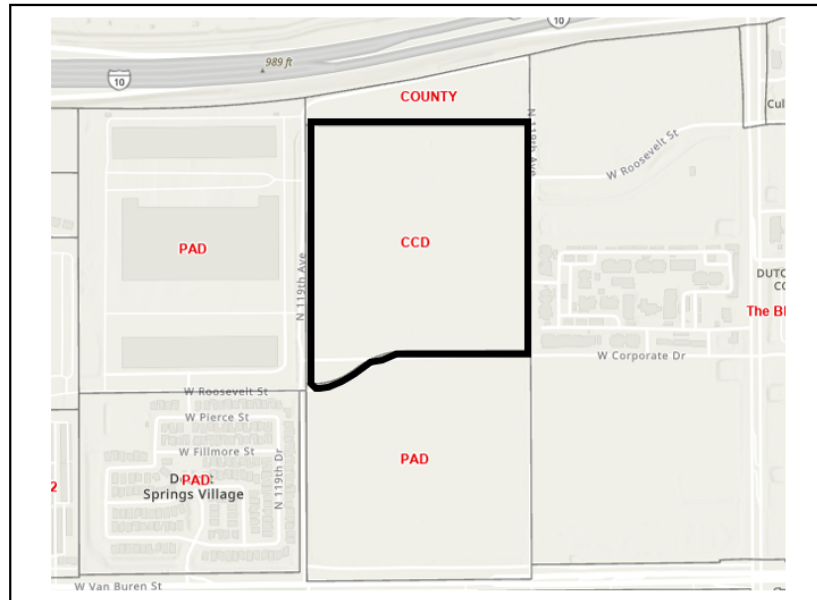 10
989 ft
10
COUNTY
Cul
N 118th Ave
W Roosevelt St
PAD
CCD
N 119th Ave
DUTC
CO
The Bl
W Corporate Dr
W Roosevelt St
W Pierce St
W Fillmore St
N 119th Dr
PAD
PAD
2
Springs Village
W Van Buren St